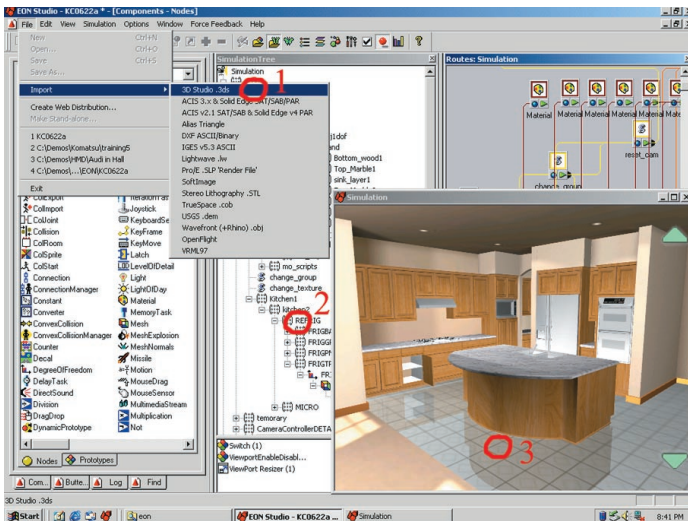 EON Studio - KC0622a * - [Components - Nodes]
File Edit View Simulation Options Window Force Feedback Help
New Ctrl+N
Open... Ctrl+O
Save Ctrl+S
Save As...
Import
Create Web Distribution...
Make Stand-alone...
1 KC0622a
2 C:\Demos\Komatsu\training5
3 C:\Demos\HMD\Audi in Hall
4 C:\Demos\...\EON\KC0622a
Exit
3D Studio .3ds
ACIS 3.x & Solid Edge SAT/SAB/PAR
ACIS v2.1 SAT/SAB & Solid Edge v4 PAR
Alias Triangle
DXF ASCII/Binary
IGES v5.3 ASCII
Lightwave .lw
Pro/E .SLP 'Render File'
SoftImage
Stereo Lithography .STL
TrueSpace .cob
USGS .dem
Wavefront (+Rhino) .obj
OpenFlight
VRML97
1
SimulationTree
Simulation
Bottom_wood1
Top_Marble1
sink_layer1
mo_scripts
change_group
change_texture
Kitchen1
kitchen2
REFRIG
MICRO
temorary
CameraControllerDETA
2
Switch (1)
ViewportEnableDisabl...
ViewPort Resizer (1)
Routes: Simulation
Material Material Material Material Material Material
reset_cam
change_group
Simulation
3
ColImport
ColJoint
Collision
ColRoom
ColSprite
ColStart
Connection
ConnectionManager
Constant
Converter
ConvexCollision
ConvexCollisionManager
Counter
Decal
DegreeOfFreedom
DelayTask
DirectSound
Division
DragDrop
DynamicPrototype
Joystick
KeyboardSe
KeyFrame
KeyMove
Latch
LevelOfDetail
Light
LightOfDay
Material
MemoryTask
Mesh
MeshExplosion
MeshNormals
Missile
Motion
MouseDrag
MouseSensor
MultimediaStream
Multiplication
Not
Nodes Prototypes
Com... Butte... Log Find
3D Studio .3ds
Start eon EON Studio - KC0622a ... Simulation 8:41 PM